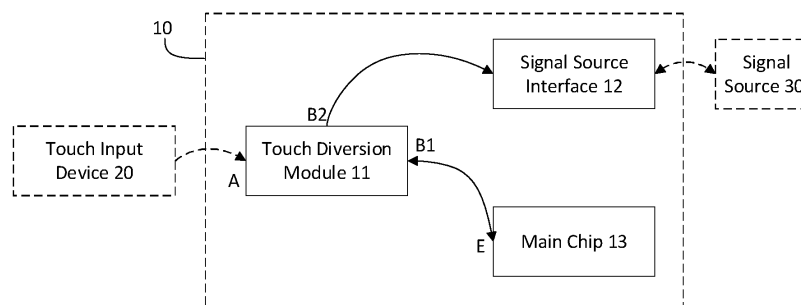 10
Signal Source
Interface 12
Signal
Source 30
B2
Touch Input
Device 20
Touch Diversion
Module 11
B1
A
E
Main Chip 13